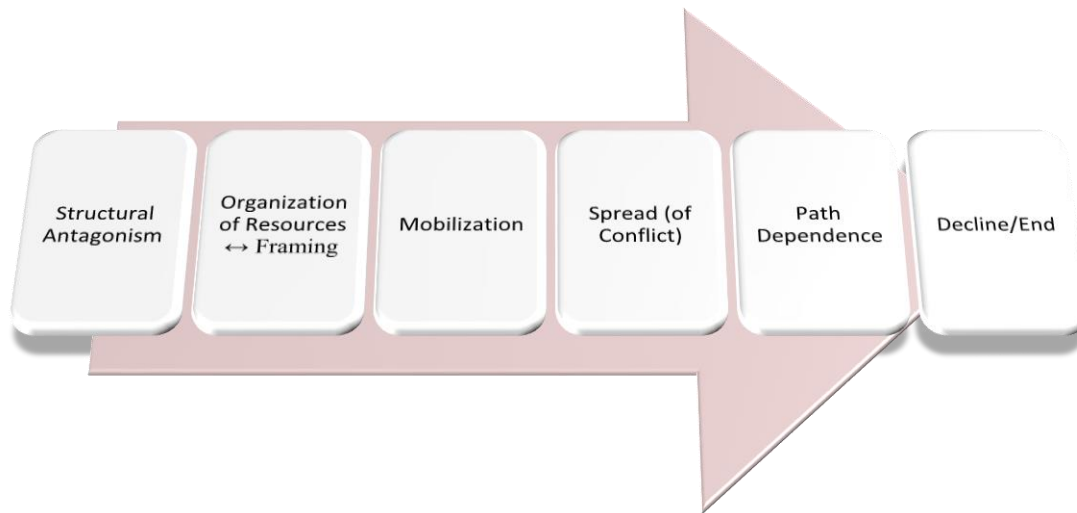 Structural
Antagonism
Organization
of Resources
↔ Framing
Mobilization
Spread (of
Conflict)
Path
Dependence
Decline/End